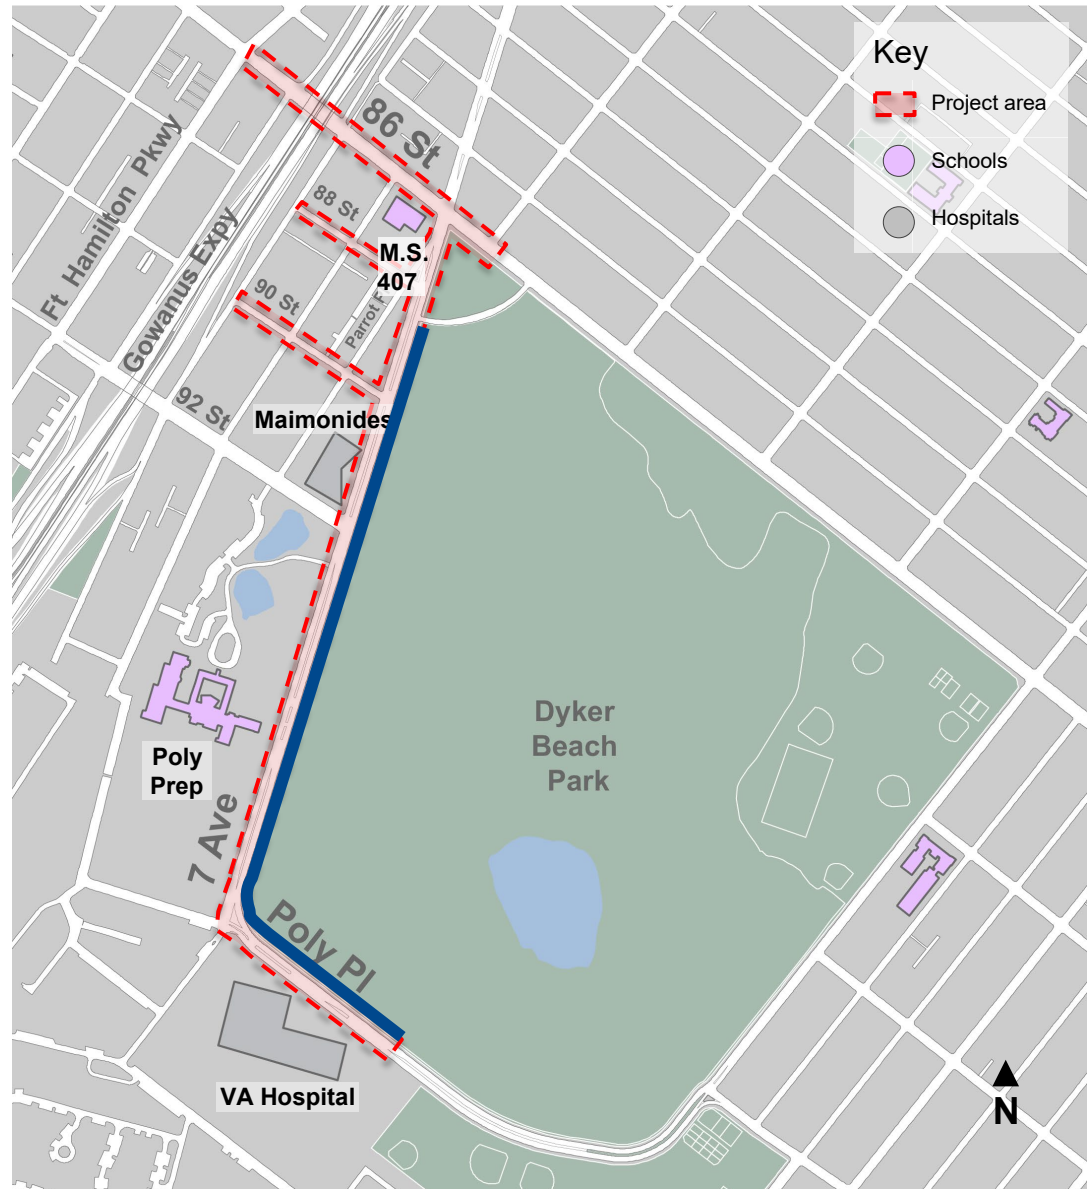 Key
Project area
Schools
Hospitals
86 St
Ft Hamilton Pkwy
88 St
M.S.
407
Gowanus Expy
90 St
Parrot
92 St
Maimonides
Dyker
Beach
Park
Poly
Prep
7 Ave
Poly Pl
VA Hospital
N